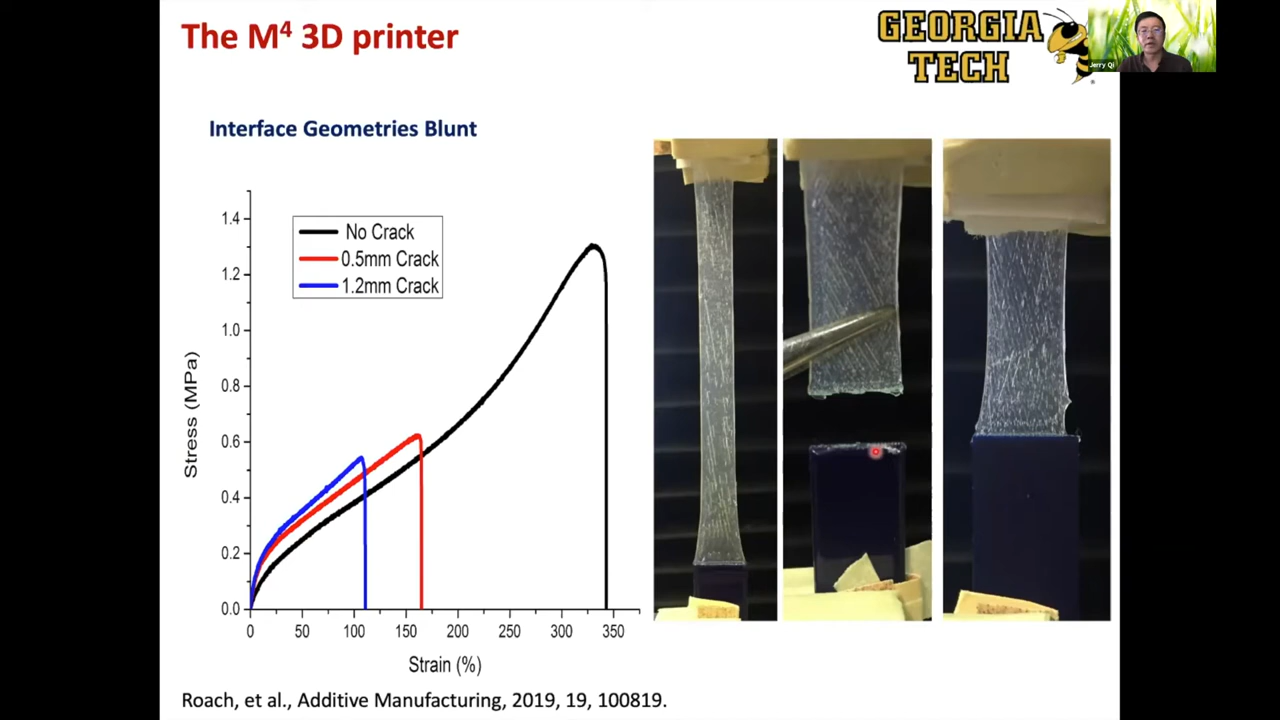 The M⁴ 3D printer
GEORGIA
TECH
Jerry Qi
Interface Geometries Blunt
No Crack
0.5mm Crack
1.2mm Crack
Stress (MPa)
1.4
1.2
1.0
0.8
0.6
0.4
0.2
0.0
0 50 100 150 200 250 300 350
Strain (%)
Roach, et al., Additive Manufacturing, 2019, 19, 100819.